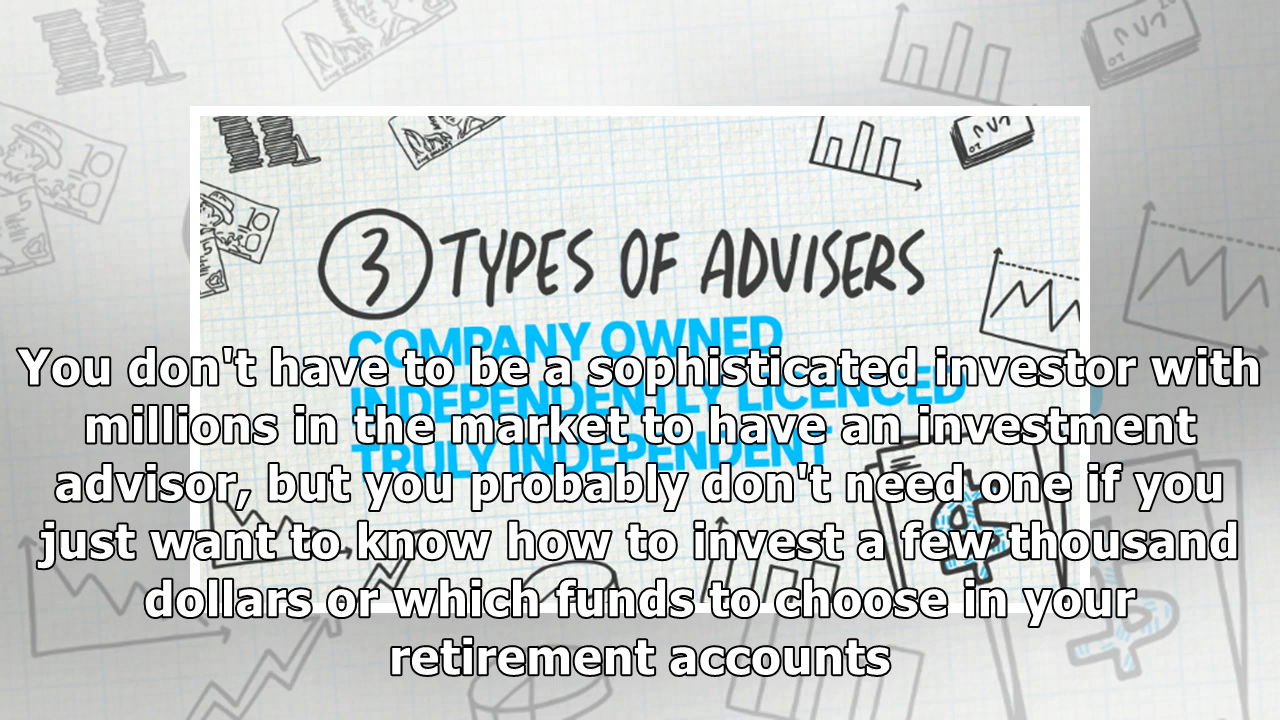 3 TYPES OF ADVISERS
COMPANY OWNED
INDEPENDENTLY LICENCED
TRULY INDEPENDENT
You don't have to be a sophisticated investor with
millions in the market to have an investment
advisor, but you probably don't need one if you
just want to know how to invest a few thousand
dollars or which funds to choose in your
retirement accounts